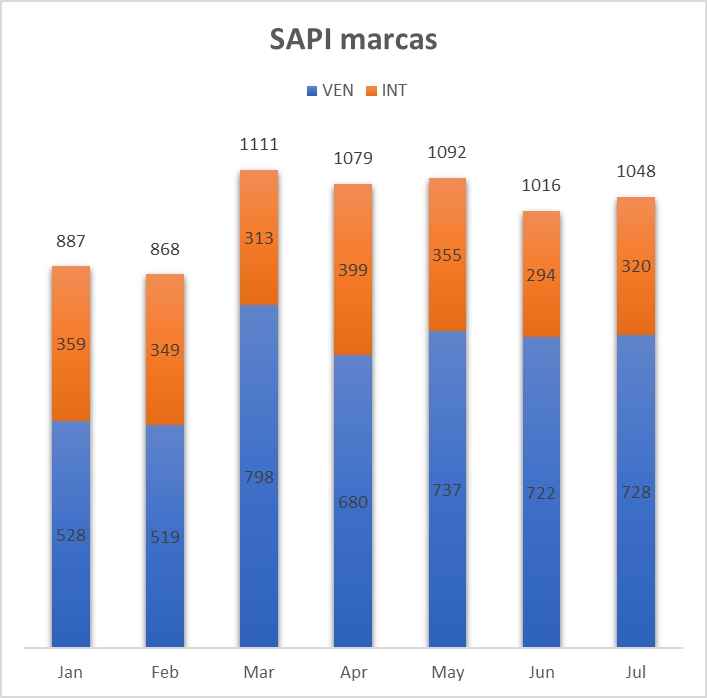 SAPI marcas
VEN INT
887 868 1111 1079 1092 1016 1048
359 349 313 399 355 294 320
528 519 798 680 737 722 728
Jan Feb Mar Apr May Jun Jul